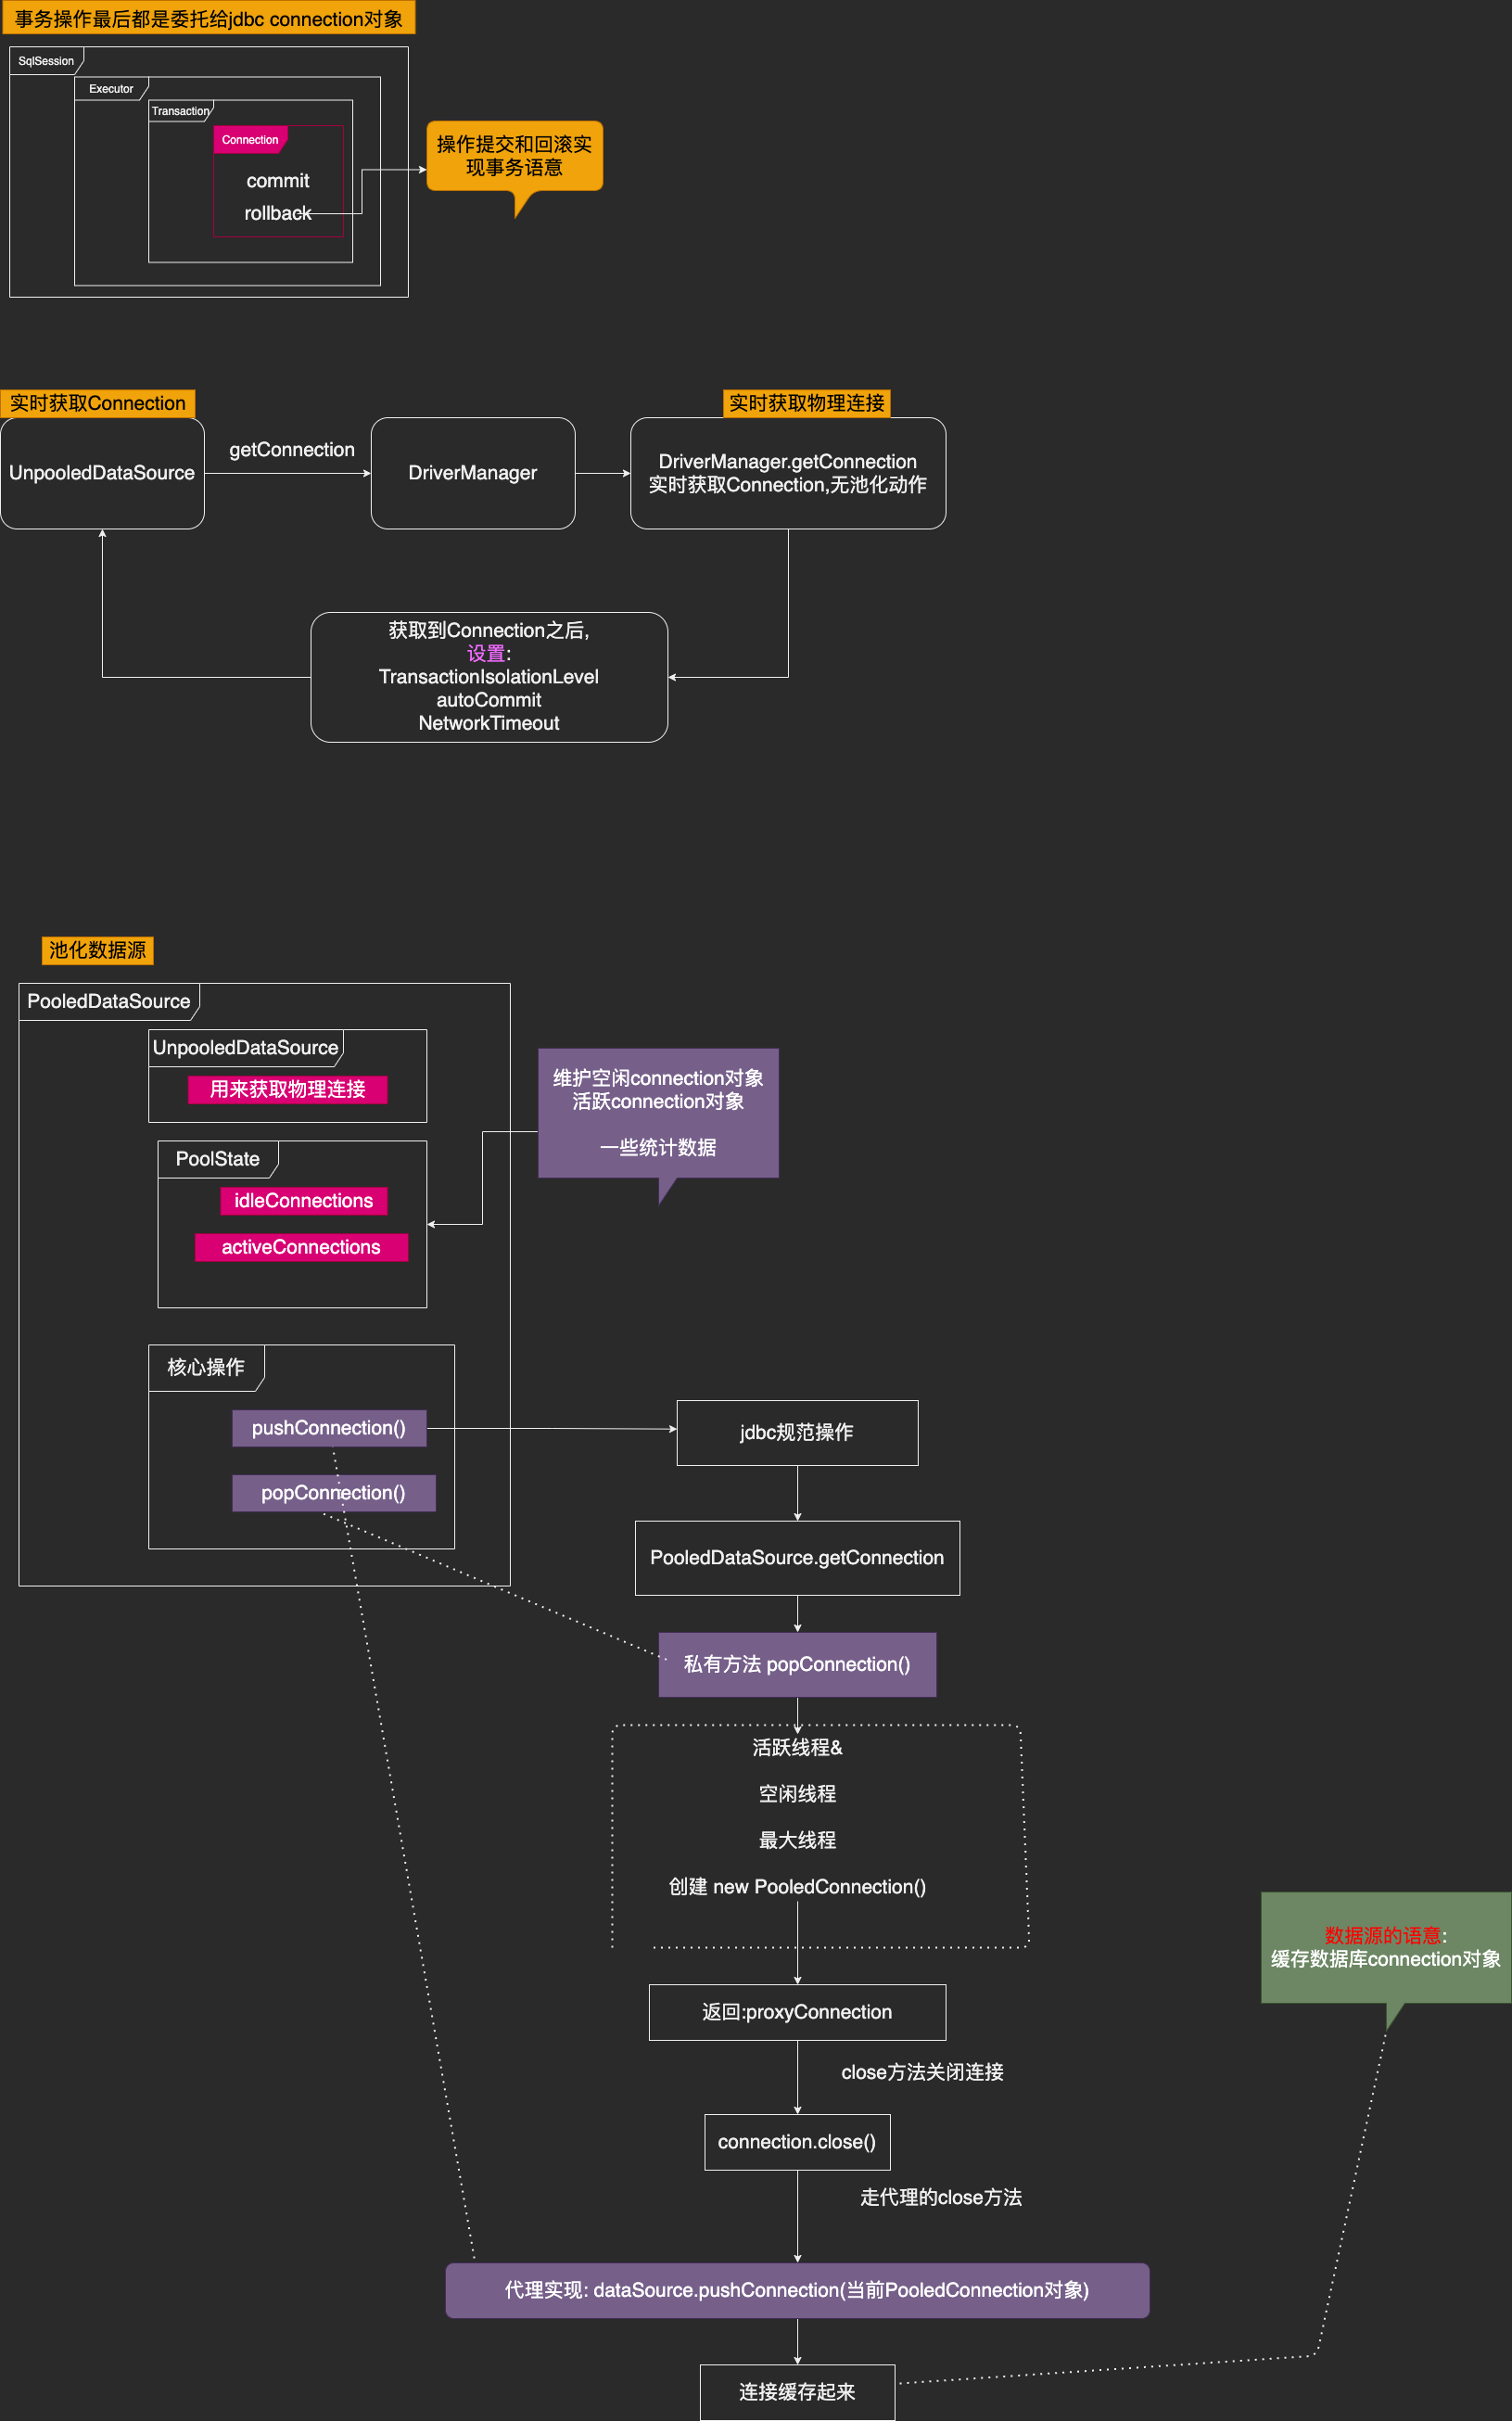 事务操作最后都是委托给jdbc connection对象
SqlSession
Executor
Transaction
Connection
commit
rollback
操作提交和回滚实
现事务语意
实时获取Connection
实时获取物理连接
UnpooledDataSource
getConnection
DriverManager
DriverManager.getConnection
实时获取Connection,无池化动作
获取到Connection之后,
设置:
TransactionIsolationLevel
autoCommit
NetworkTimeout
池化数据源
PooledDataSource
UnpooledDataSource
用来获取物理连接
维护空闲connection对象
活跃connection对象
一些统计数据
PoolState
idleConnections
activeConnections
核心操作
pushConnection()
popConnection()
jdbc规范操作
PooledDataSource.getConnection
私有方法 popConnection()
活跃线程&
空闲线程
最大线程
创建 new PooledConnection()
数据源的语意:
缓存数据库connection对象
返回:proxyConnection
close方法关闭连接
connection.close()
走代理的close方法
代理实现: dataSource.pushConnection(当前PooledConnection对象)
连接缓存起来